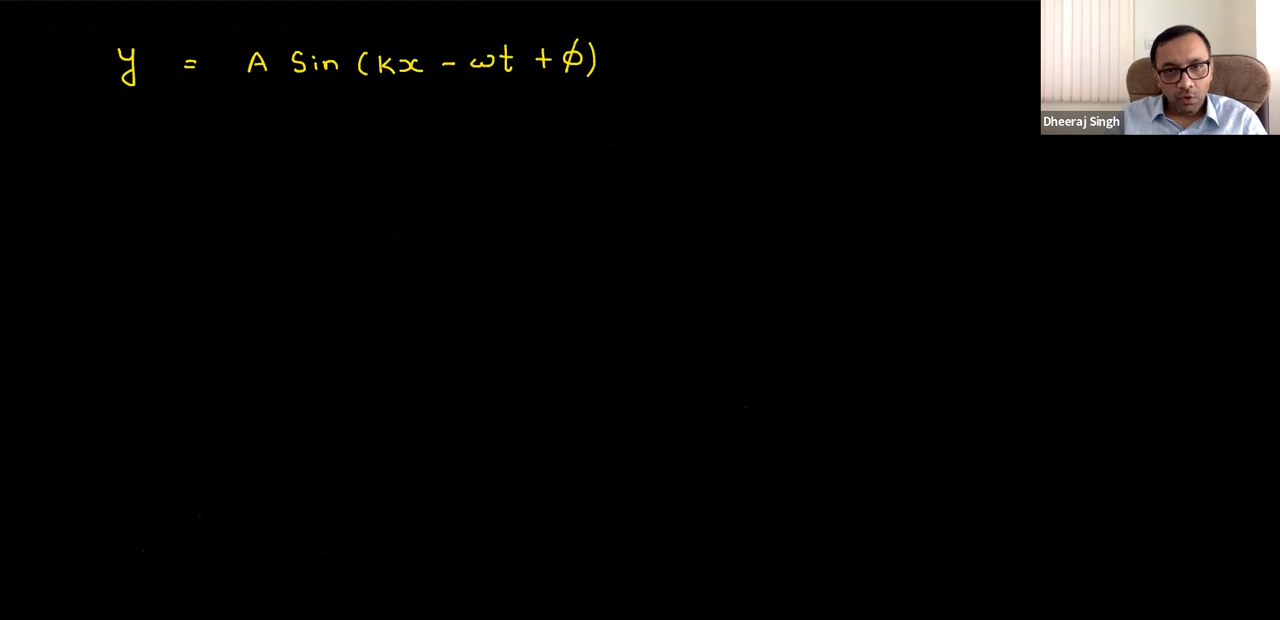 y = A Sin (Kx - ωt + φ)
Dheeraj Singh